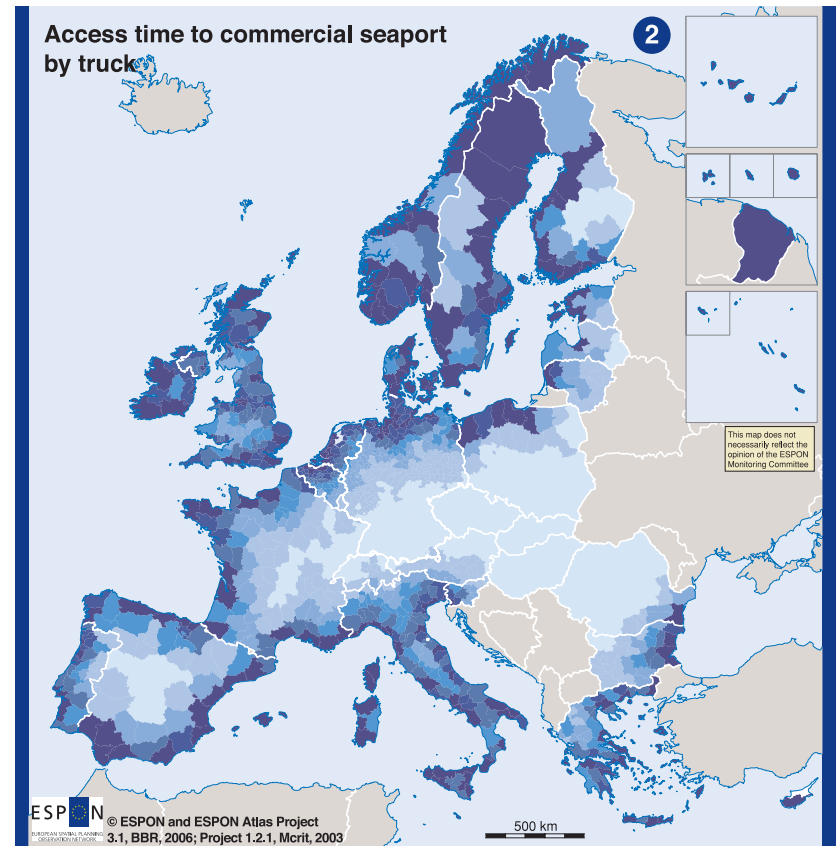 Access time to commercial seaport
by truck
2
This map does not
necessarily reflect the
opinion of the ESPON
Monitoring Committee
ESPON
EUROPEAN SPATIAL PLANNING
OBSERVATION NETWORK
© ESPON and ESPON Atlas Project
3.1, BBR, 2006; Project 1.2.1, Mcrit, 2003
500 km